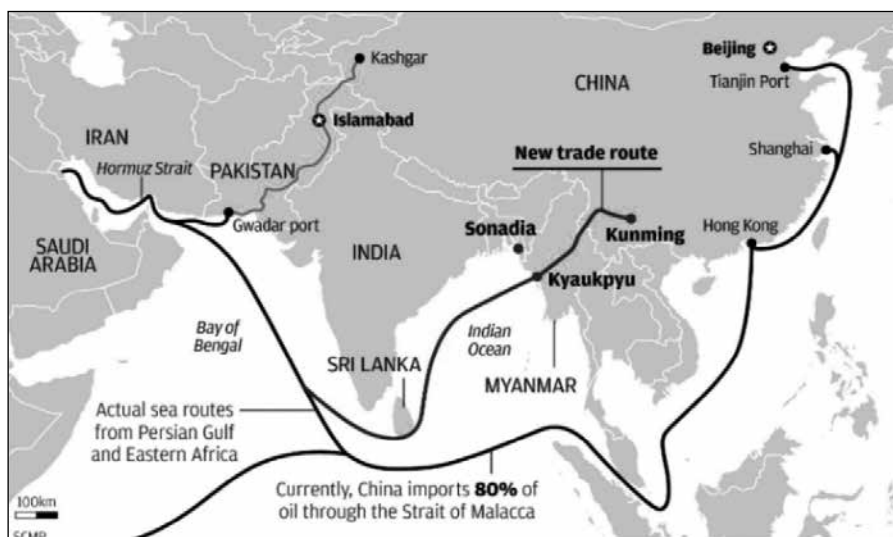 Kashgar
Beijing
Tianjin Port
CHINA
Islamabad
IRAN
Hormuz Strait
PAKISTAN
New trade route
Shanghai
Gwadar port
Sonadia
Kunming
Hong Kong
SAUDI
ARABIA
INDIA
Kyaukpyu
Bay of
Bengal
Indian
Ocean
SRI LANKA
MYANMAR
Actual sea routes
from Persian Gulf
and Eastern Africa
Currently, China imports 80% of
oil through the Strait of Malacca
100km
SCMP